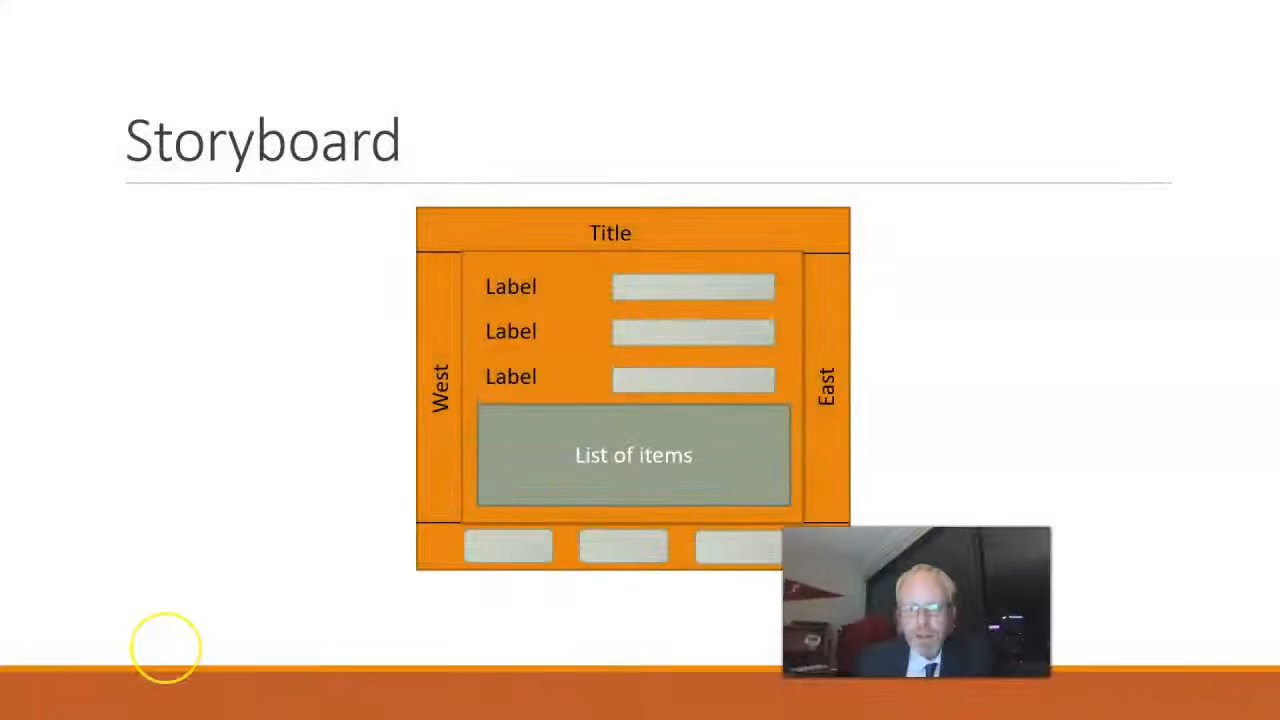 Storyboard
Title
Label
Label
Label
West
East
List of items